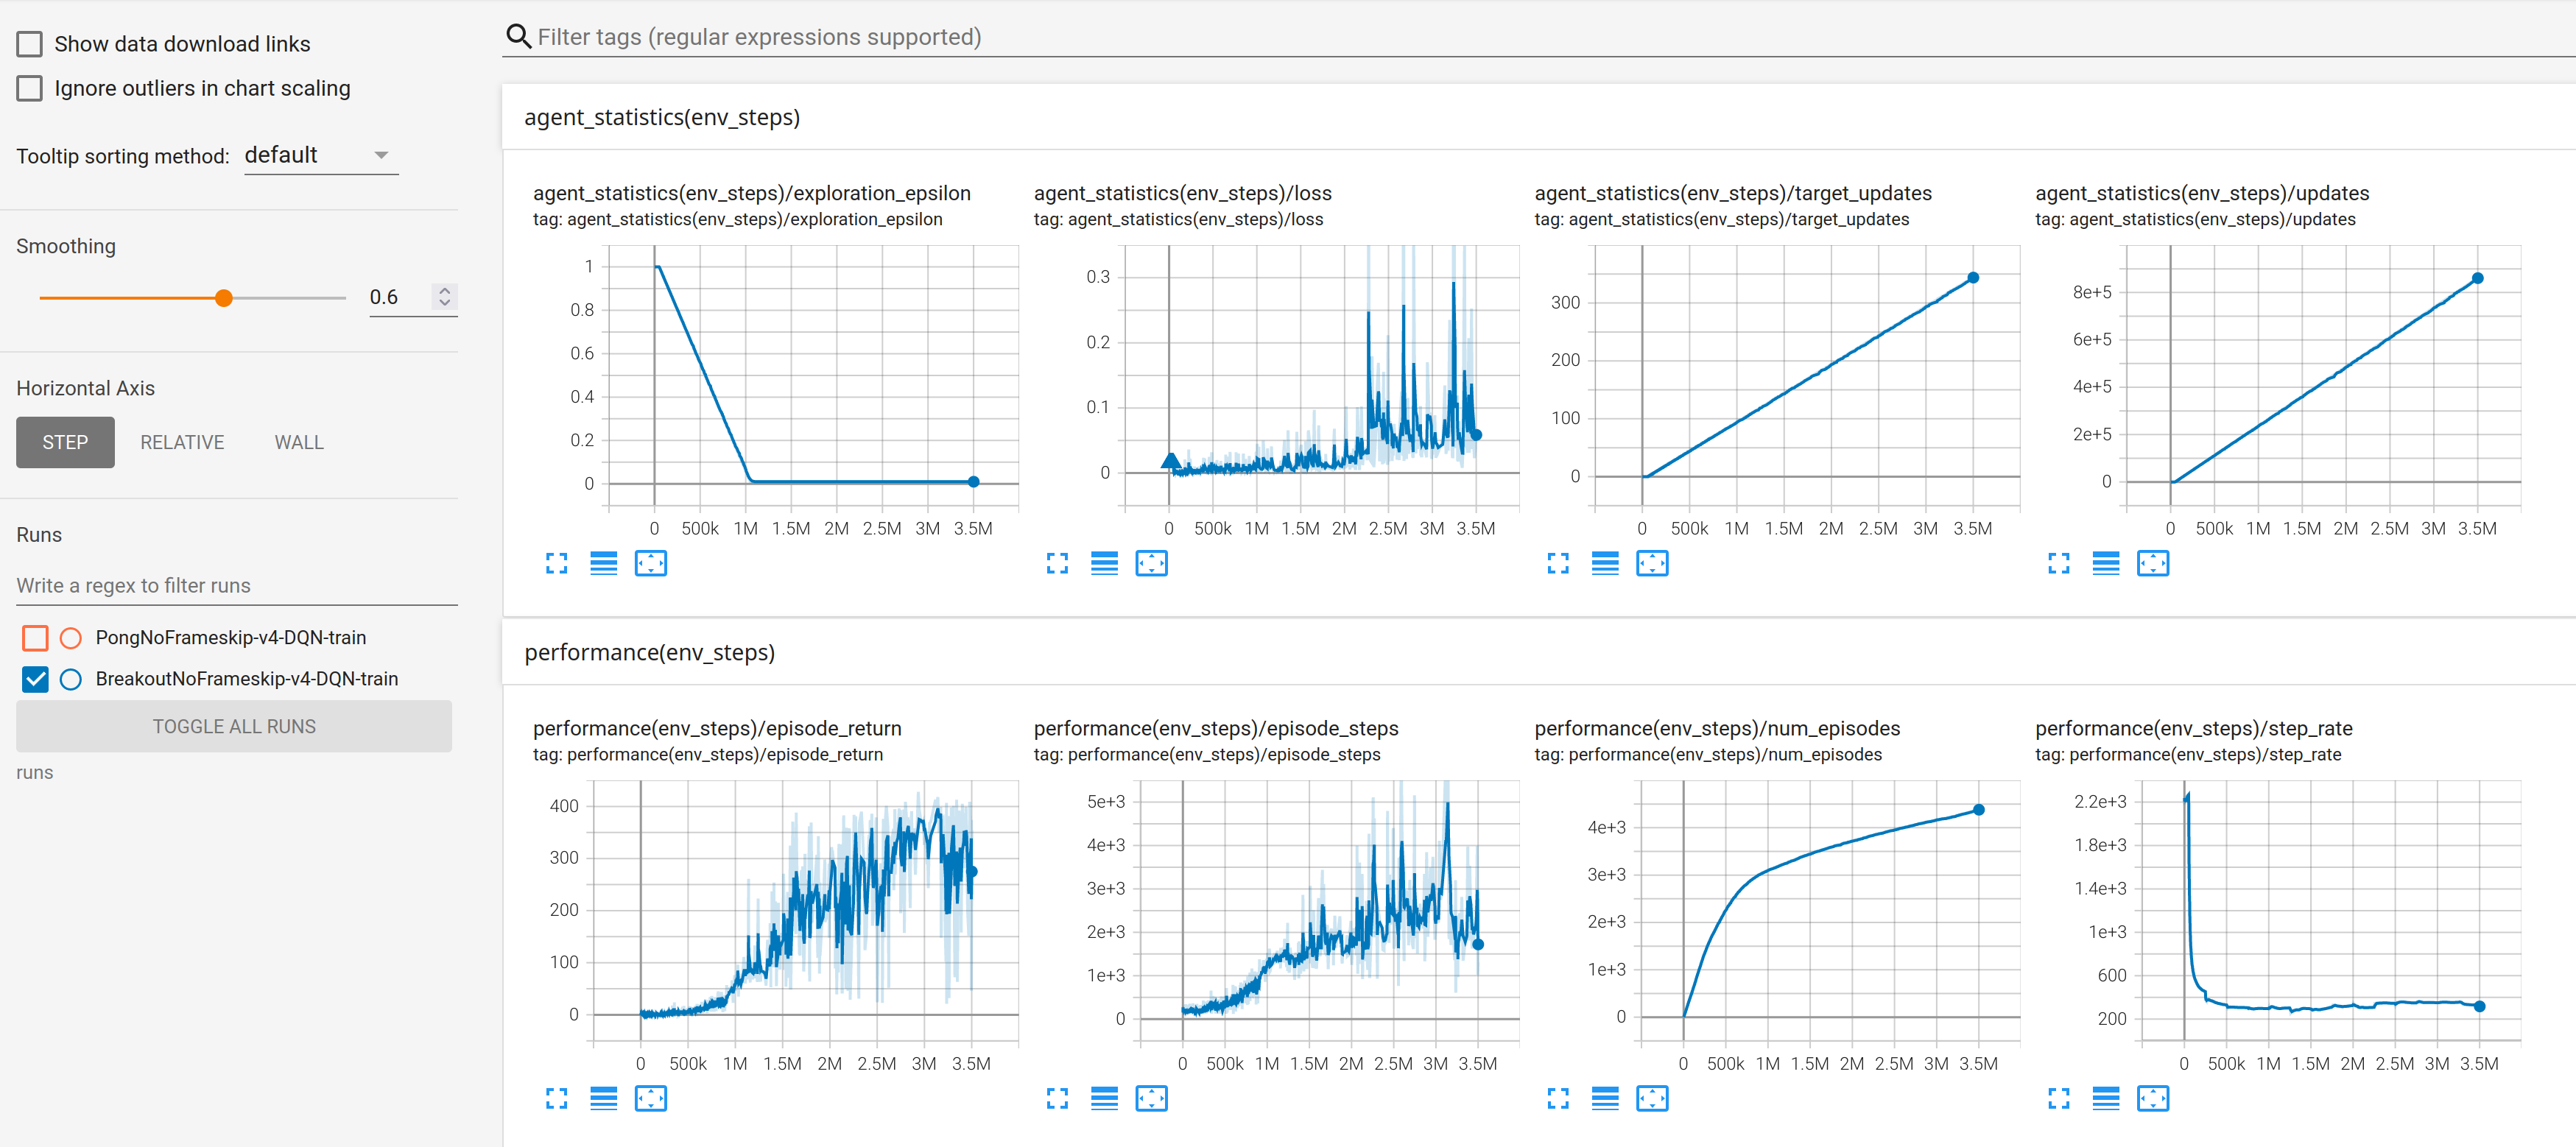 Show data download links
Ignore outliers in chart scaling
Tooltip sorting method: default
Smoothing
0.6
Horizontal Axis
STEP RELATIVE WALL
Runs
Write a regex to filter runs
PongNoFrameskip-v4-DQN-train
BreakoutNoFrameskip-v4-DQN-train
TOGGLE ALL RUNS
runs
Filter tags (regular expressions supported)
agent_statistics(env_steps)
agent_statistics(env_steps)/exploration_epsilon
tag: agent_statistics(env_steps)/exploration_epsilon
1
0.8
0.6
0.4
0.2
0
0 500k 1M 1.5M 2M 2.5M 3M 3.5M
agent_statistics(env_steps)/loss
tag: agent_statistics(env_steps)/loss
0.3
0.2
0.1
0
0 500k 1M 1.5M 2M 2.5M 3M 3.5M
agent_statistics(env_steps)/target_updates
tag: agent_statistics(env_steps)/target_updates
300
200
100
0
0 500k 1M 1.5M 2M 2.5M 3M 3.5M
agent_statistics(env_steps)/updates
tag: agent_statistics(env_steps)/updates
8e+5
6e+5
4e+5
2e+5
0
0 500k 1M 1.5M 2M 2.5M 3M 3.5M
performance(env_steps)
performance(env_steps)/episode_return
tag: performance(env_steps)/episode_return
400
300
200
100
0
0 500k 1M 1.5M 2M 2.5M 3M 3.5M
performance(env_steps)/episode_steps
tag: performance(env_steps)/episode_steps
5e+3
4e+3
3e+3
2e+3
1e+3
0
0 500k 1M 1.5M 2M 2.5M 3M 3.5M
performance(env_steps)/num_episodes
tag: performance(env_steps)/num_episodes
4e+3
3e+3
2e+3
1e+3
0
0 500k 1M 1.5M 2M 2.5M 3M 3.5M
performance(env_steps)/step_rate
tag: performance(env_steps)/step_rate
2.2e+3
1.8e+3
1.4e+3
1e+3
600
200
0 500k 1M 1.5M 2M 2.5M 3M 3.5M